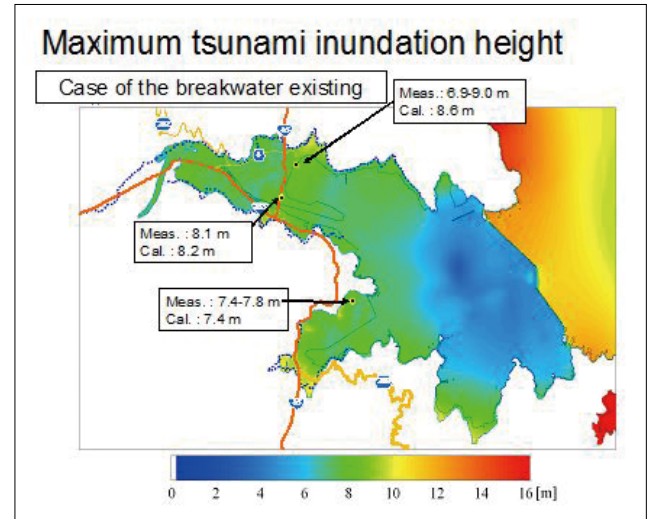 Maximum tsunami inundation height
Case of the breakwater existing
Meas.: 6.9-9.0 m
Cal. : 8.6 m
45
Meas. : 8.1 m
Cal. : 8.2 m
Meas. : 7.4-7.8 m
Cal. : 7.4 m
0 2 4 6 8 10 12 14 16 [m]